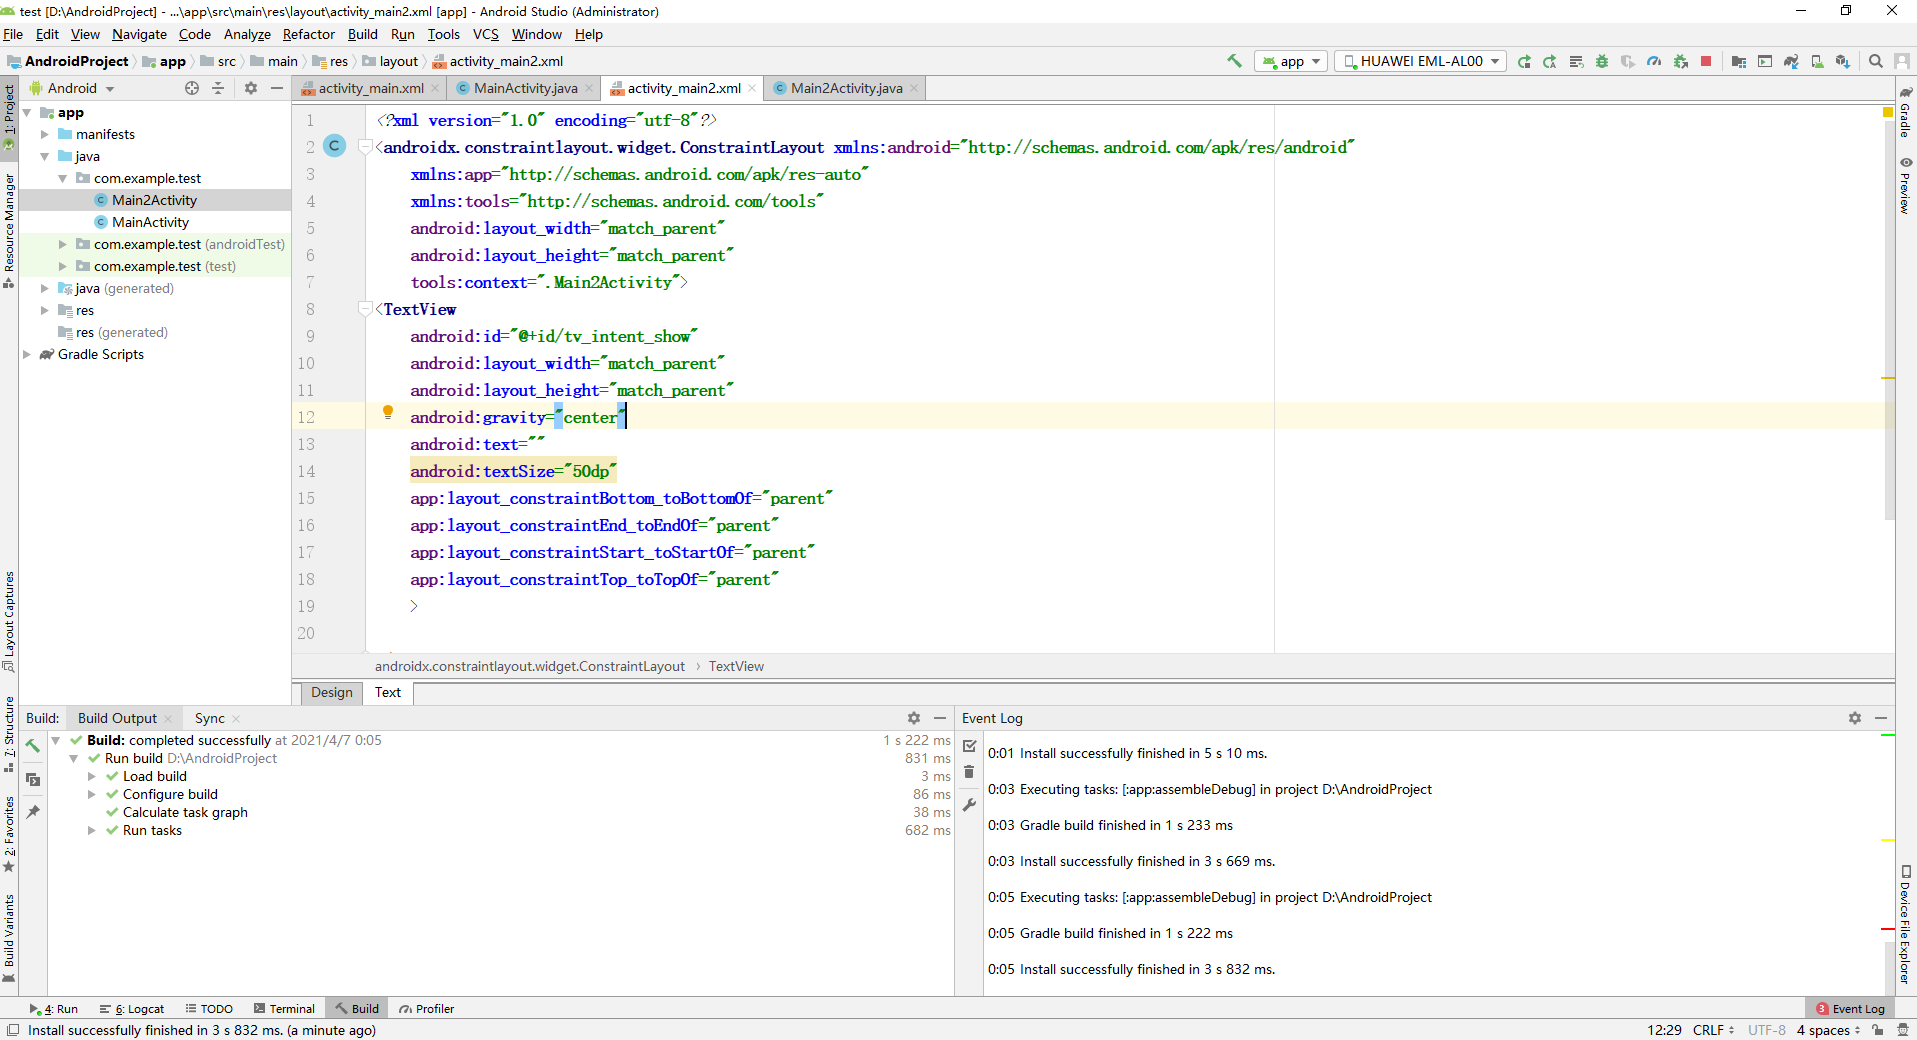 test [D:\AndroidProject] - ...\app\src\main\res\layout\activity_main2.xml [app] - Android Studio (Administrator)
File Edit View Navigate Code Analyze Refactor Build Run Tools VCS Window Help
AndroidProject app src main res layout activity_main2.xml
app HUAWEI EML-AL00
1: Project
Resource Manager
Layout Captures
7: Structure
2: Favorites
Build Variants
Android
app
manifests
java
com.example.test
Main2Activity
MainActivity
com.example.test (androidTest)
com.example.test (test)
java (generated)
res
res (generated)
Gradle Scripts
activity_main.xml MainActivity.java activity_main2.xml Main2Activity.java
1 <?xml version="1.0" encoding="utf-8"?>
2 <androidx.constraintlayout.widget.ConstraintLayout xmlns:android="http://schemas.android.com/apk/res/android"
3 xmlns:app="http://schemas.android.com/apk/res-auto"
4 xmlns:tools="http://schemas.android.com/tools"
5 android:layout_width="match_parent"
6 android:layout_height="match_parent"
7 tools:context=".Main2Activity">
8 <TextView
9 android:id="@+id/tv_intent_show"
10 android:layout_width="match_parent"
11 android:layout_height="match_parent"
12 android:gravity="center"
13 android:text=""
14 android:textSize="50dp"
15 app:layout_constraintBottom_toBottomOf="parent"
16 app:layout_constraintEnd_toEndOf="parent"
17 app:layout_constraintStart_toStartOf="parent"
18 app:layout_constraintTop_toTopOf="parent"
19 >
20
androidx.constraintlayout.widget.ConstraintLayout › TextView
Design Text
Gradle
Preview
Device File Explorer
Build: Build Output Sync
Build: completed successfully at 2021/4/7 0:05 1 s 222 ms
Run build D:\AndroidProject 831 ms
Load build 3 ms
Configure build 86 ms
Calculate task graph 38 ms
Run tasks 682 ms
Event Log
0:01 Install successfully finished in 5 s 10 ms.
0:03 Executing tasks: [:app:assembleDebug] in project D:\AndroidProject
0:03 Gradle build finished in 1 s 233 ms
0:03 Install successfully finished in 3 s 669 ms.
0:05 Executing tasks: [:app:assembleDebug] in project D:\AndroidProject
0:05 Gradle build finished in 1 s 222 ms
0:05 Install successfully finished in 3 s 832 ms.
4: Run 6: Logcat TODO Terminal Build Profiler 3 Event Log
Install successfully finished in 3 s 832 ms. (a minute ago) 12:29 CRLF UTF-8 4 spaces